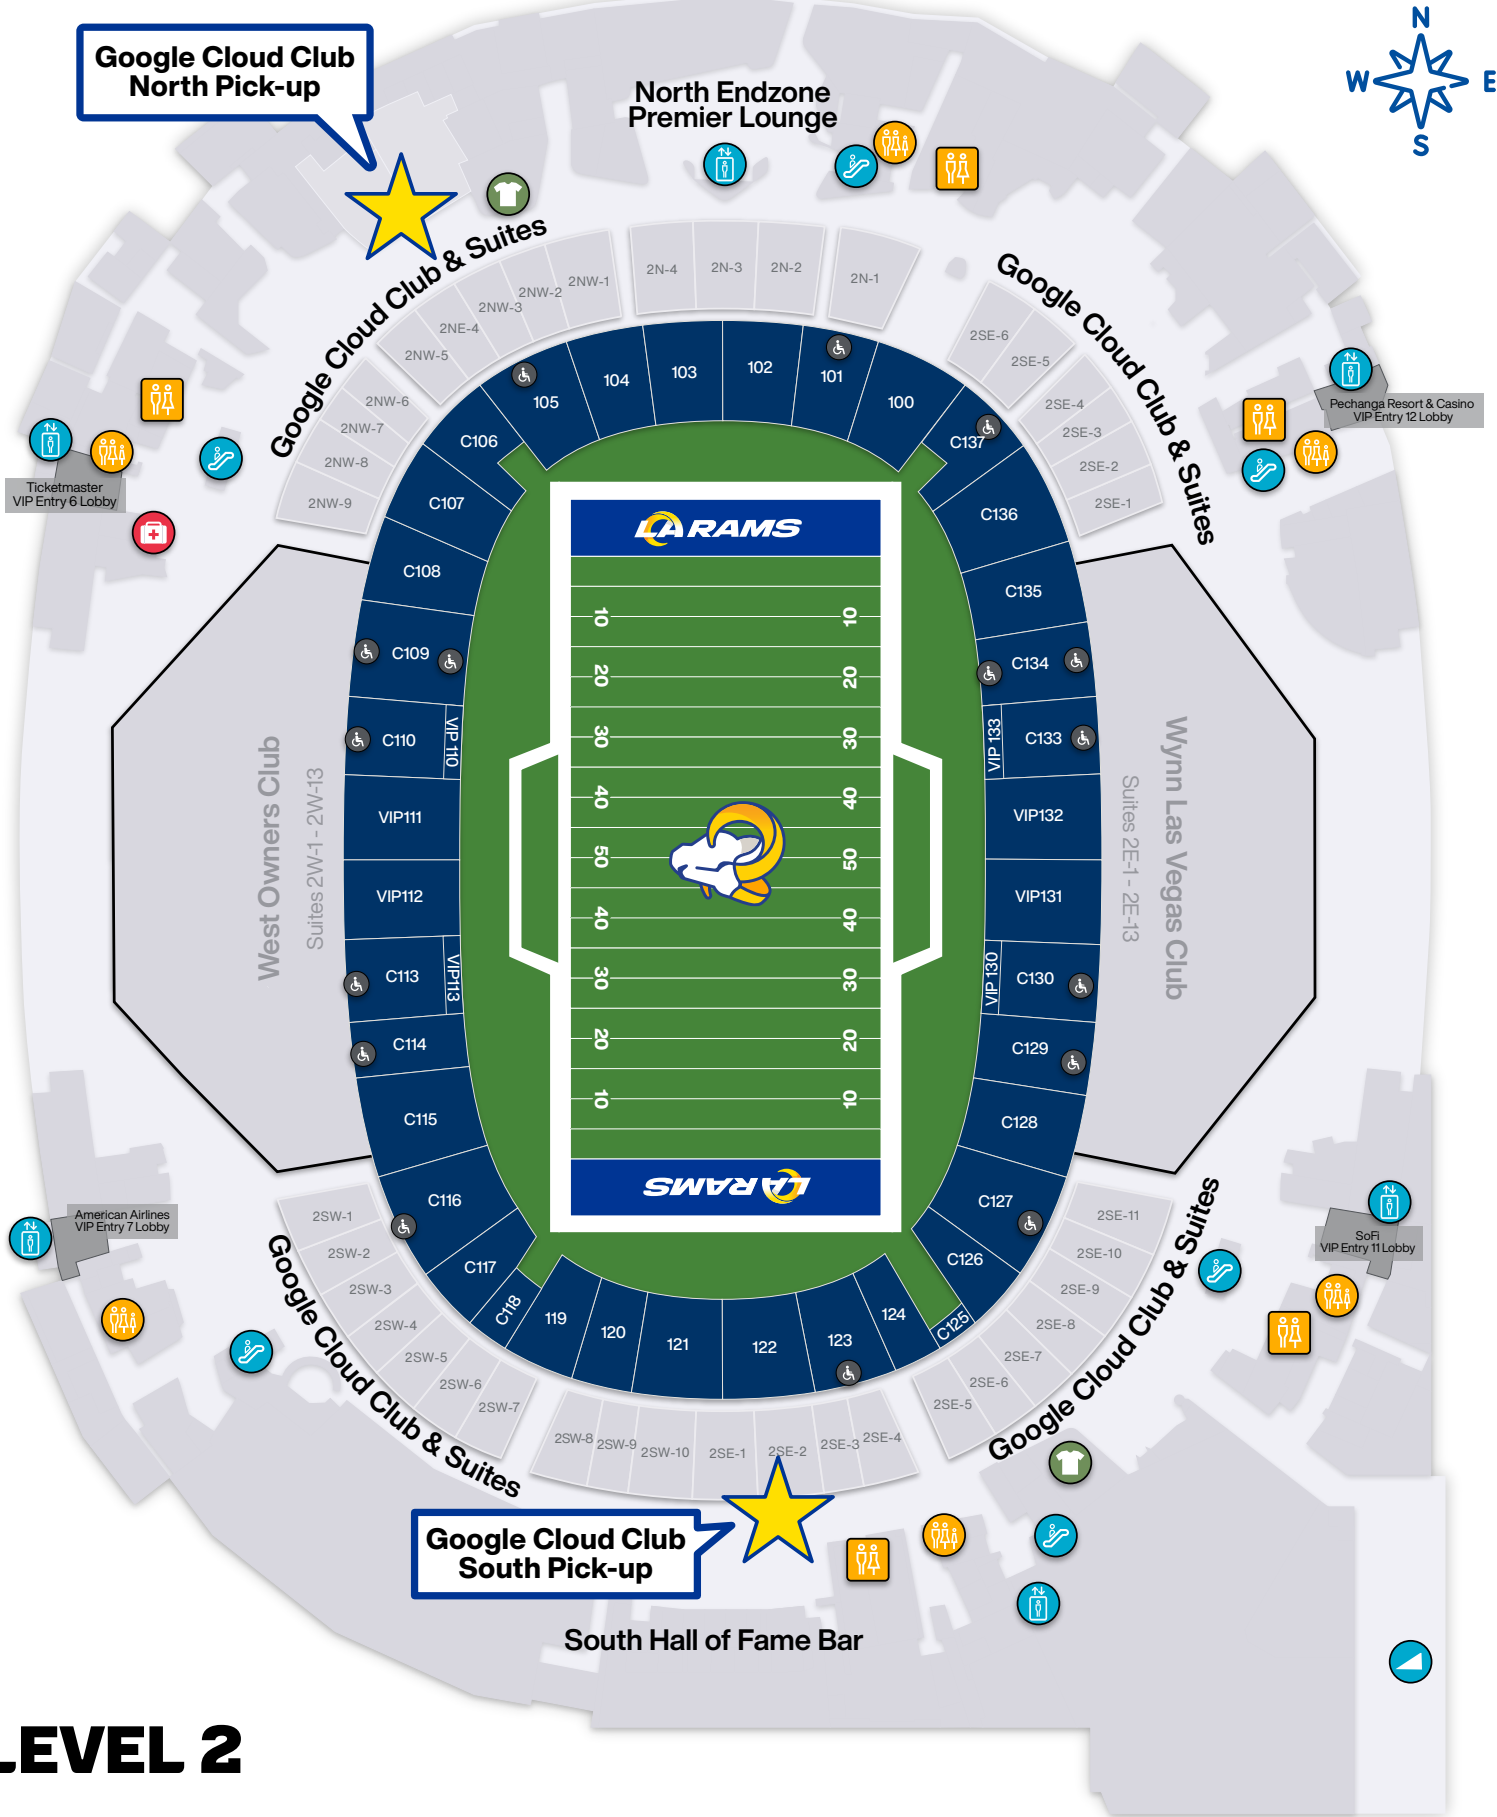 Google Cloud Club
North Pick-up
North Endzone
Premier Lounge
N
W
E
S
Google Cloud Club & Suites
2NW-1
2NW-2
2NW-3
2NE-4
2NW-5
2NW-6
2NW-7
2NW-8
2NW-9
2N-4
2N-3
2N-2
2N-1
Google Cloud Club & Suites
2SE-6
2SE-5
2SE-4
2SE-3
2SE-2
2SE-1
Pechanga Resort & Casino
VIP Entry 12 Lobby
Ticketmaster
VIP Entry 6 Lobby
105
104
103
102
101
100
C106
C107
C108
C109
C110
VIP 110
VIP111
VIP112
C113
VIP113
C114
C115
C116
C117
C118
C137
C136
C135
C134
C133
VIP 133
VIP132
VIP131
C130
VIP 130
C129
C128
C127
C126
C125
119
120
121
122
123
124
LA RAMS
10 10
20 20
30 30
40 40
50 50
40 40
30 30
20 20
10 10
LA RAMS
West Owners Club
Suites 2W-1 - 2W-13
Wynn Las Vegas Club
Suites 2E-1 - 2E-13
American Airlines
VIP Entry 7 Lobby
SoFi
VIP Entry 11 Lobby
2SW-1
2SW-2
2SW-3
2SW-4
2SW-5
2SW-6
2SW-7
Google Cloud Club & Suites
2SW-8
2SW-9
2SW-10
2SE-1
2SE-2
2SE-3
2SE-4
2SE-11
2SE-10
2SE-9
2SE-8
2SE-7
2SE-6
2SE-5
Google Cloud Club & Suites
Google Cloud Club
South Pick-up
South Hall of Fame Bar
LEVEL 2